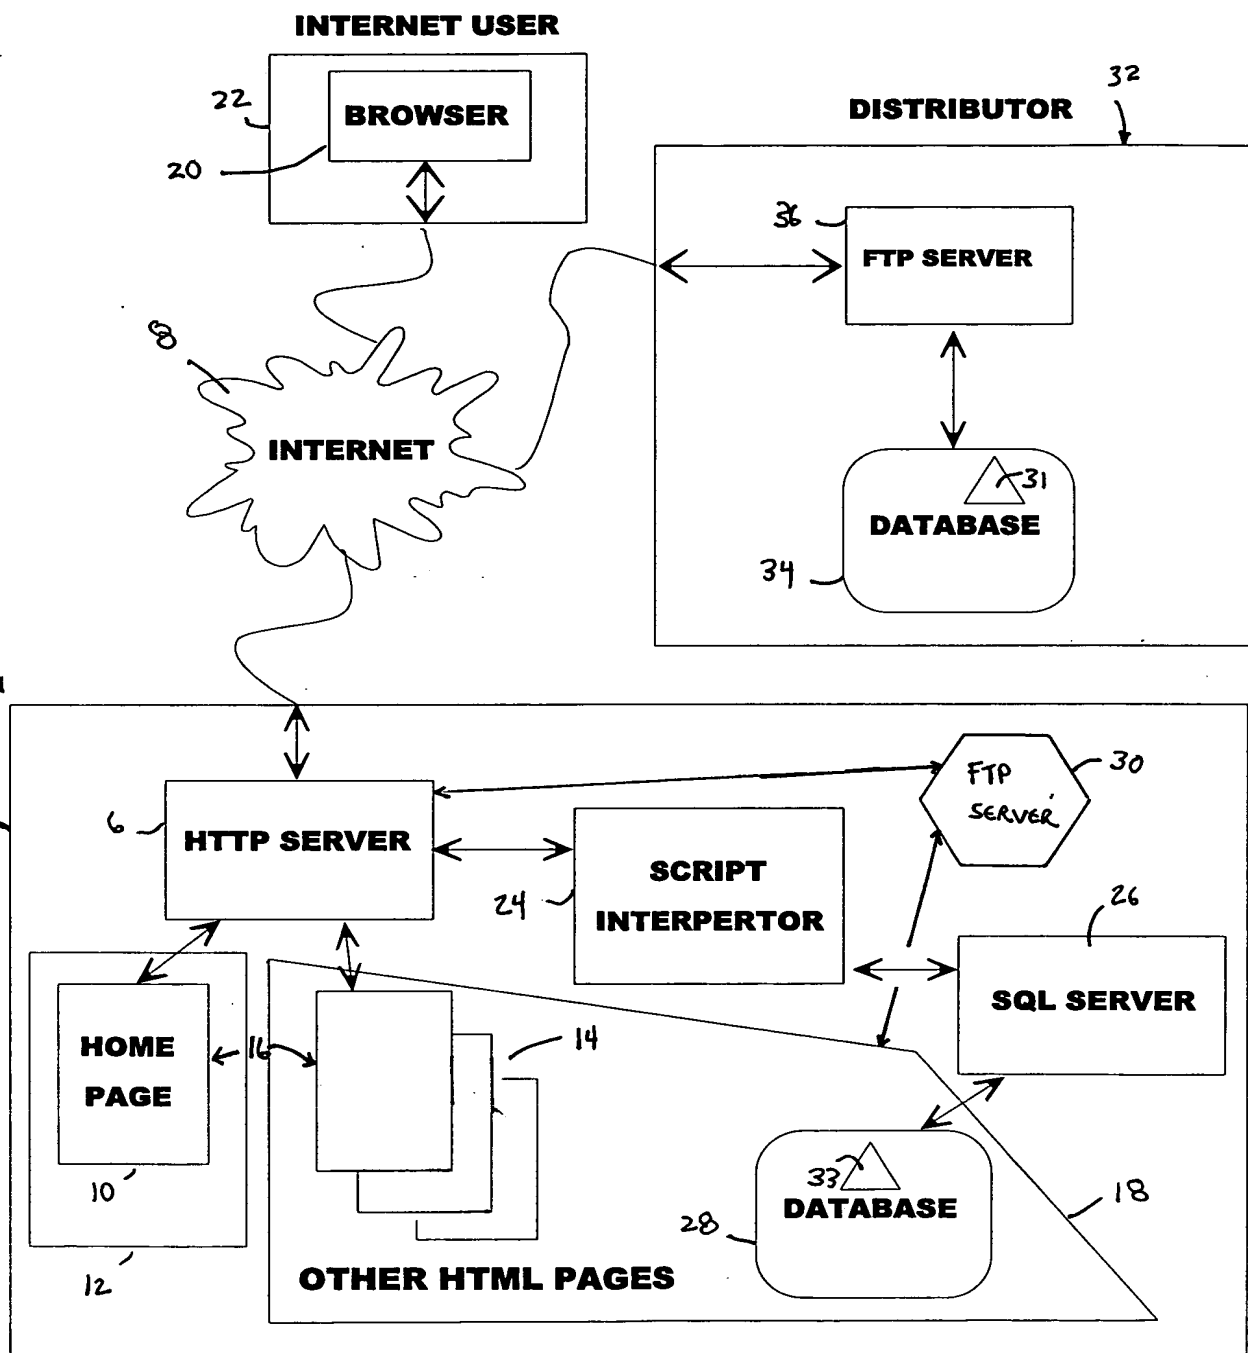 INTERNET USER
22
BROWSER
20
32
DISTRIBUTOR
36
FTP SERVER
8
INTERNET
31
DATABASE
34
30
FTP
SERVER
6
HTTP SERVER
24
SCRIPT
INTERPERTOR
26
SQL SERVER
HOME
PAGE
16
14
10
12
33
DATABASE
28
18
OTHER HTML PAGES